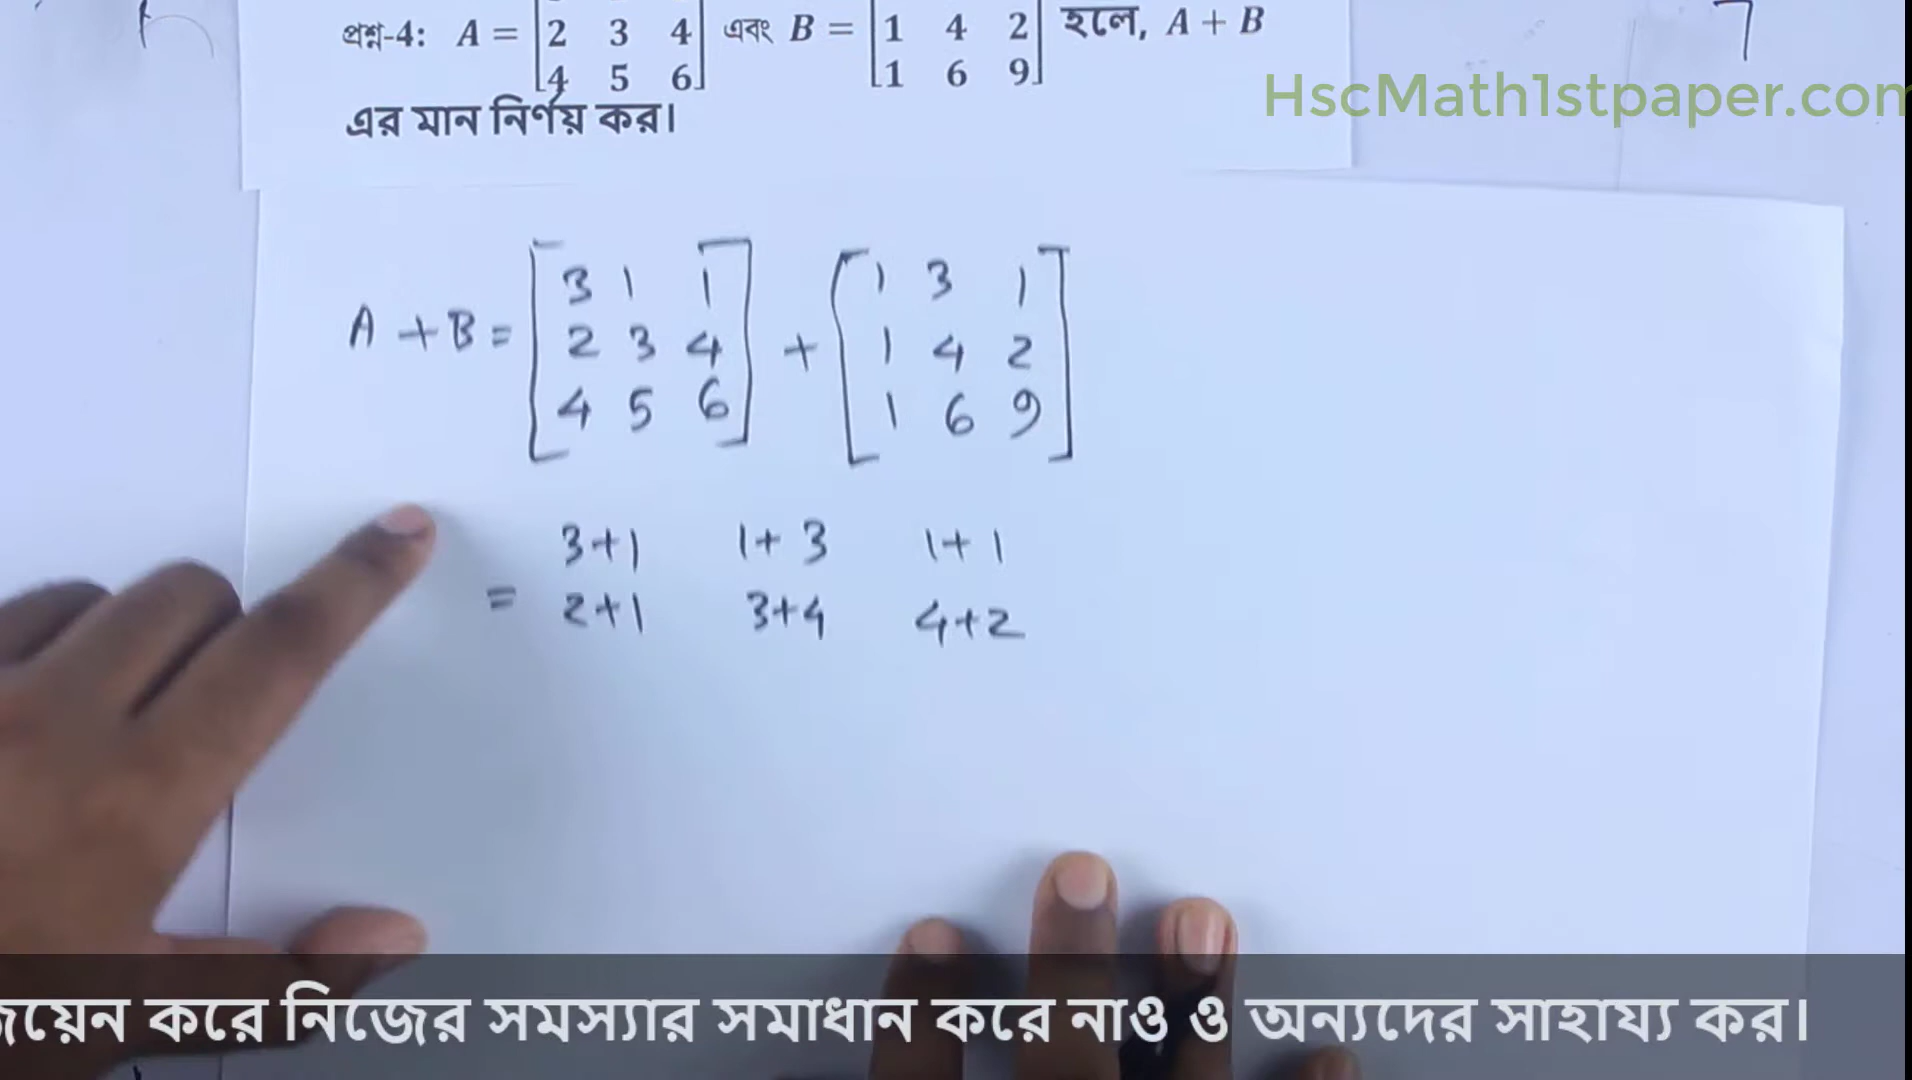 প্রশ্ন-4: A = [2 3 4 এবং B = [1 4 2 হলে, A + B
4 5 6] 1 6 9]
এর মান নির্ণয় কর।
HscMath1stpaper.com
3 1 1 1 3 1
A + B = 2 3 4 + 1 4 2
4 5 6 1 6 9
3+1 1+3 1+1
= 2+1 3+4 4+2
য়েন করে নিজের সমস্যার সমাধান করে নাও ও অন্যদের সাহায্য কর।